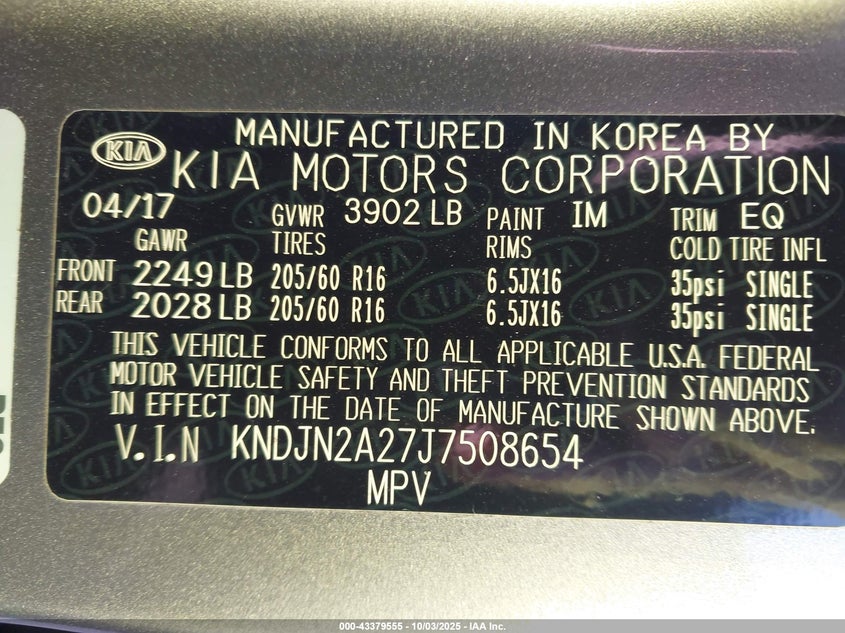 KIA
MANUFACTURED IN KOREA BY
KIA MOTORS CORPORATION
04/17 GVWR 3902 LB PAINT IM TRIM EQ
GAWR TIRES RIMS COLD TIRE INFL
FRONT 2249 LB 205/60 R16 6.5JX16 35psi SINGLE
REAR 2028 LB 205/60 R16 6.5JX16 35psi SINGLE
THIS VEHICLE CONFORMS TO ALL APPLICABLE U.S.A. FEDERAL
MOTOR VEHICLE SAFETY AND THEFT PREVENTION STANDARDS
IN EFFECT ON THE DATE OF MANUFACTURE SHOWN ABOVE.
V.I.N KNDJN2A27J7508654
MPV
000-43379555 - 10/03/2025 - IAA Inc.